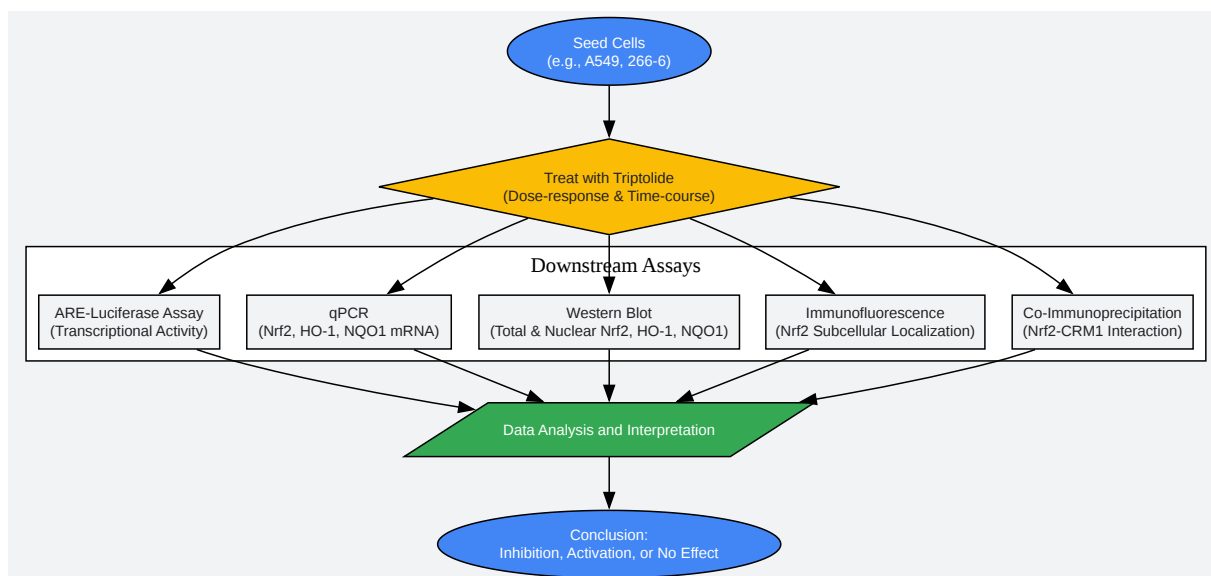 Seed Cells
(e.g., A549, 266-6)
Treat with Triptolide
(Dose-response & Time-course)
Downstream Assays
ARE-Luciferase Assay
(Transcriptional Activity)
qPCR
(Nrf2, HO-1, NQO1 mRNA)
Western Blot
(Total & Nuclear Nrf2, HO-1, NQO1)
Immunofluorescence
(Nrf2 Subcellular Localization)
Co-Immunoprecipitation
(Nrf2-CRM1 Interaction)
Data Analysis and Interpretation
Conclusion:
Inhibition, Activation, or No Effect